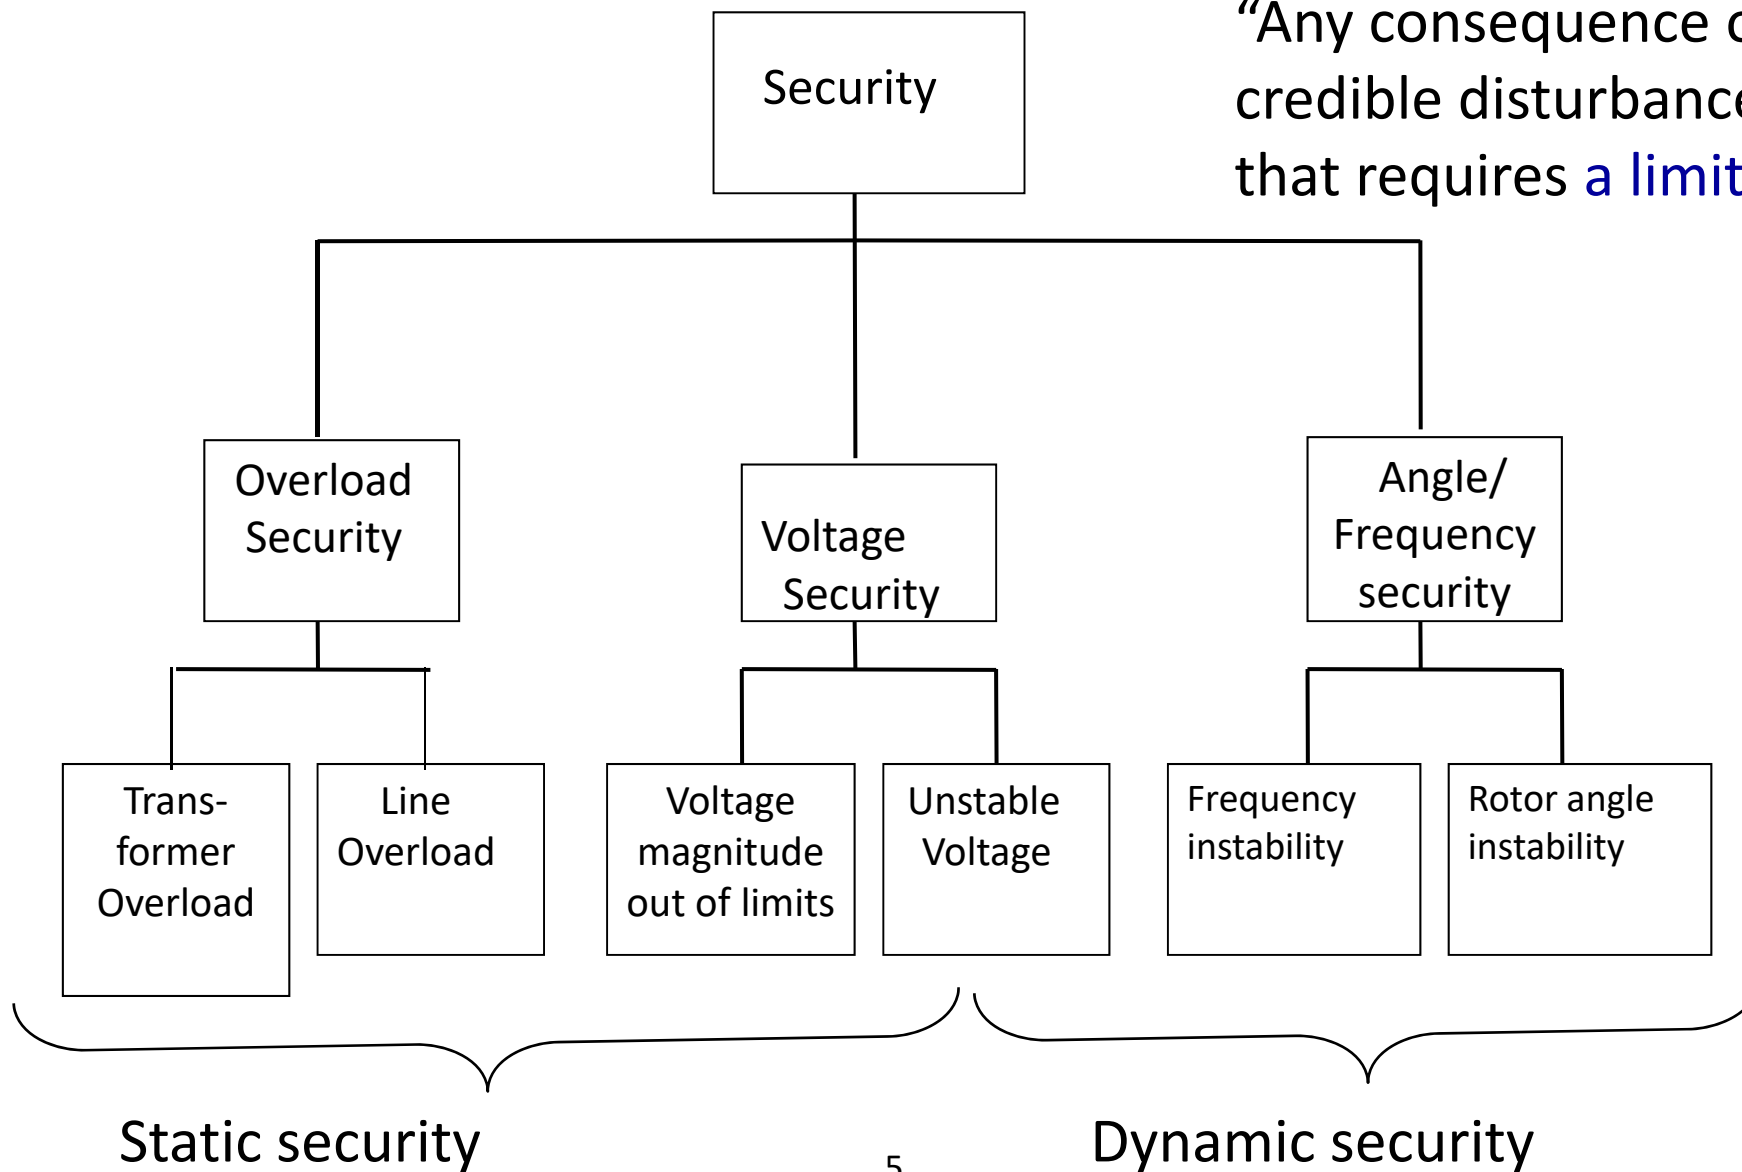 Security
“Any consequence
credible disturbance
that requires a limit
Overload
Security
Voltage
Security
Angle/
Frequency
security
Trans-
former
Overload
Line
Overload
Voltage
magnitude
out of limits
Unstable
Voltage
Frequency
instability
Rotor angle
instability
Static security
5
Dynamic security